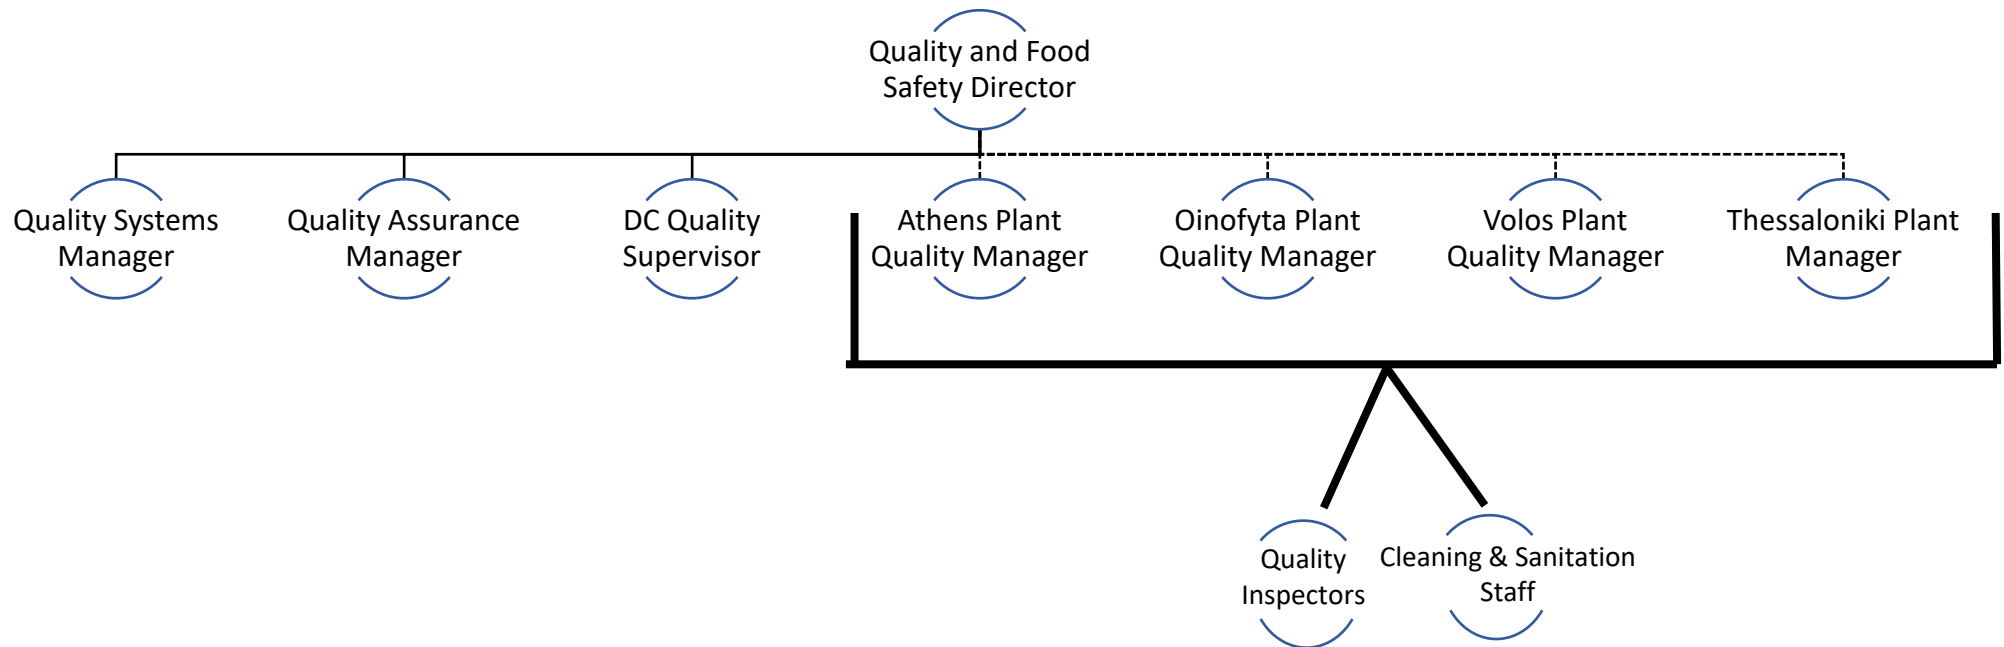 Quality and Food
Safety Director
Quality Systems
Manager
Quality Assurance
Manager
DC Quality
Supervisor
Athens Plant
Quality Manager
Oinofyta Plant
Quality Manager
Volos Plant
Quality Manager
Thessaloniki Plant
Manager
Quality
Inspectors
Cleaning & Sanitation
Staff